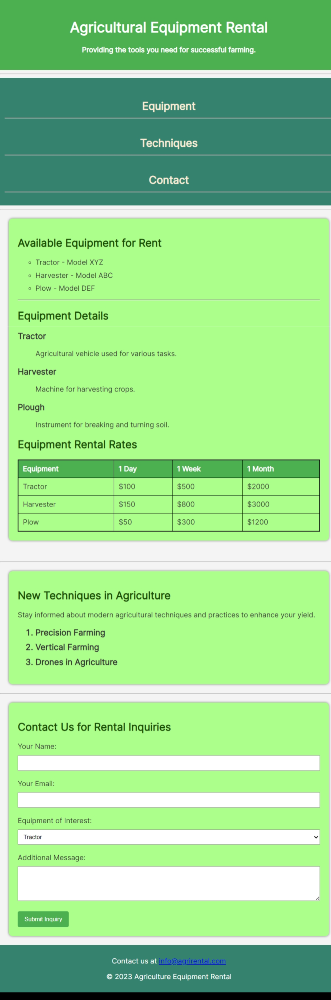 Agricultural Equipment Rental
Providing the tools you need for successful farming.
Equipment
Techniques
Contact
Available Equipment for Rent
Tractor - Model XYZ
Harvester - Model ABC
Plow - Model DEF
Equipment Details
Tractor
Agricultural vehicle used for various tasks.
Harvester
Machine for harvesting crops.
Plough
Instrument for breaking and turning soil.
Equipment Rental Rates
Equipment 1 Day 1 Week 1 Month
Tractor $100 $500 $2000
Harvester $150 $800 $3000
Plow $50 $300 $1200
New Techniques in Agriculture
Stay informed about modern agricultural techniques and practices to enhance your yield.
1. Precision Farming
2. Vertical Farming
3. Drones in Agriculture
Contact Us for Rental Inquiries
Your Name:
Your Email:
Equipment of Interest:
Tractor
Additional Message:
Submit Inquiry
Contact us at info@agrirental.com
© 2023 Agriculture Equipment Rental